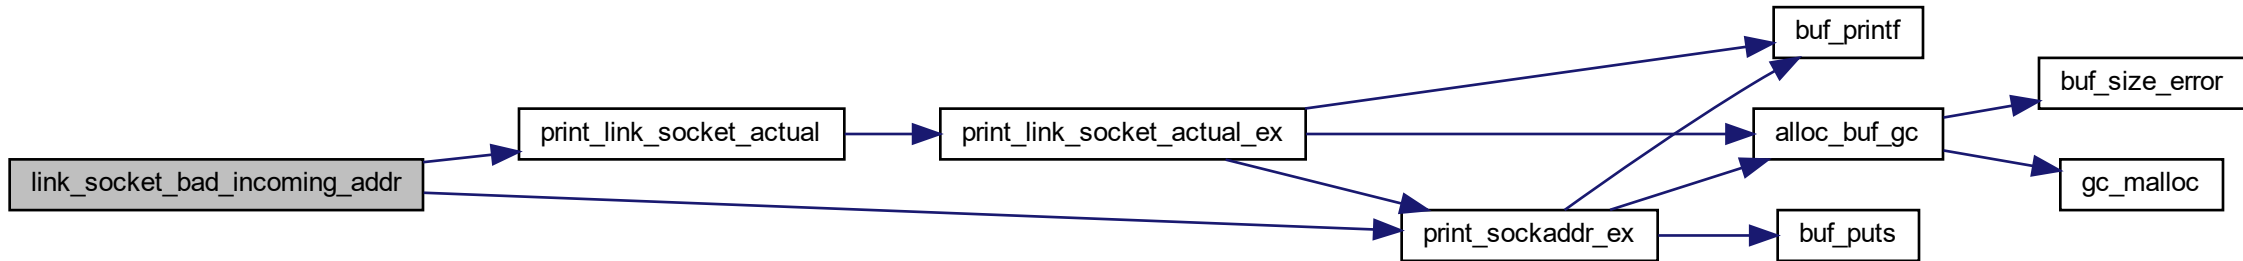 link_socket_bad_incoming_addr
print_link_socket_actual
print_link_socket_actual_ex
buf_printf
alloc_buf_gc
print_sockaddr_ex
buf_puts
buf_size_error
gc_malloc